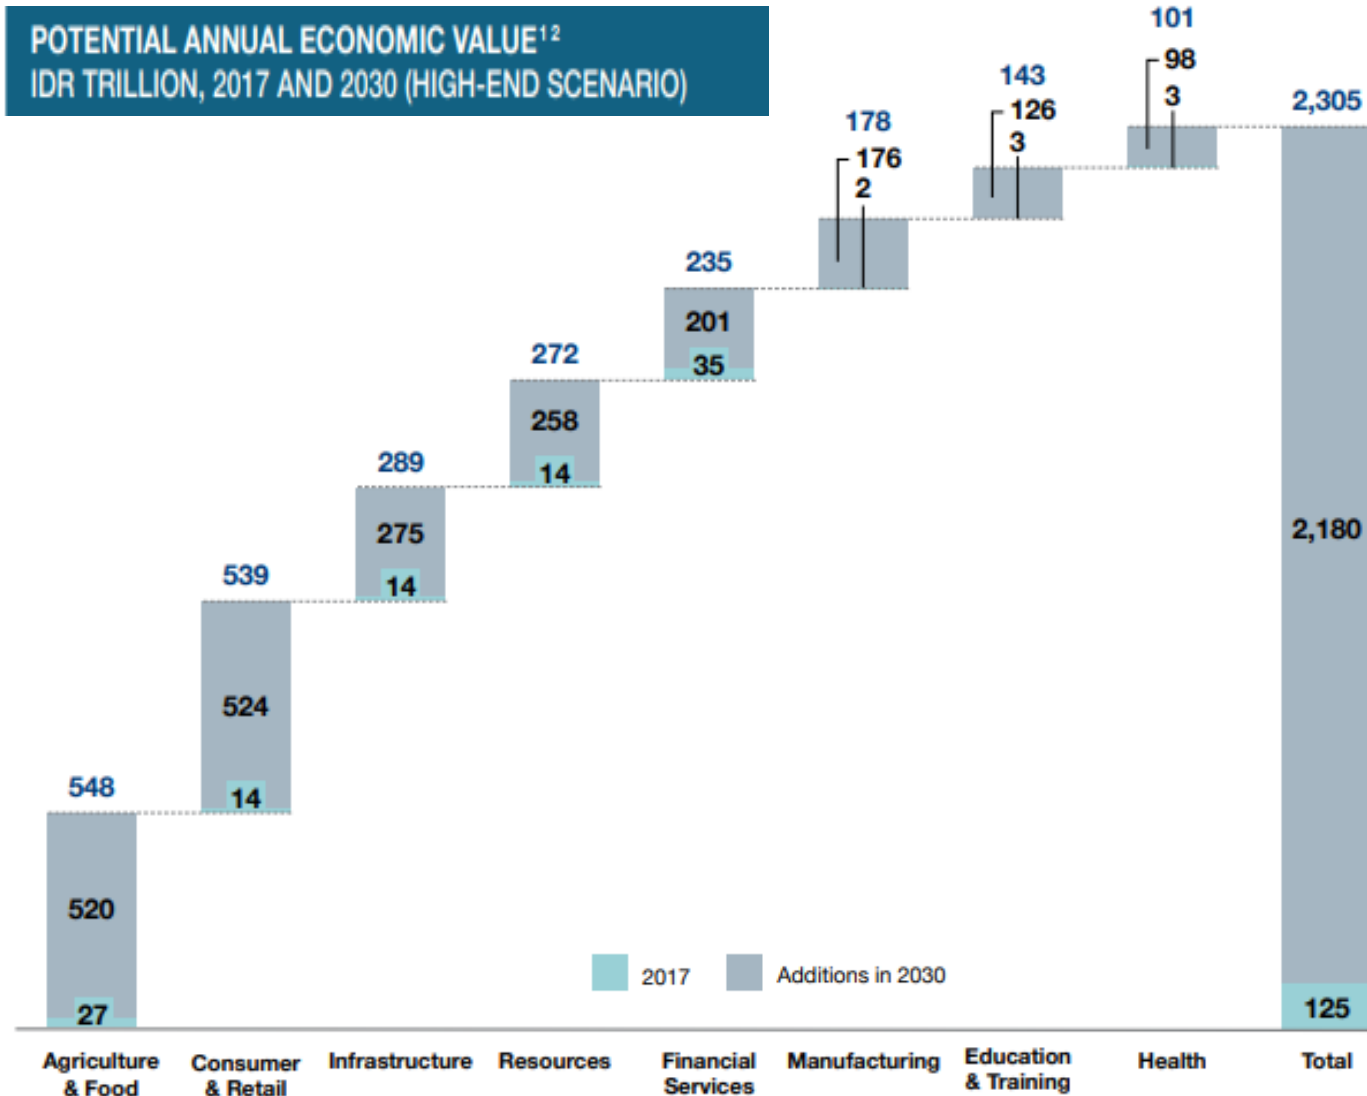 POTENTIAL ANNUAL ECONOMIC VALUE¹ ²
IDR TRILLION, 2017 AND 2030 (HIGH-END SCENARIO)
548
520
27
539
524
14
289
275
14
272
258
14
235
201
35
178
176
2
143
126
3
101
98
3
2,305
2,180
125
2017
Additions in 2030
Agriculture
& Food
Consumer
& Retail
Infrastructure
Resources
Financial
Services
Manufacturing
Education
& Training
Health
Total